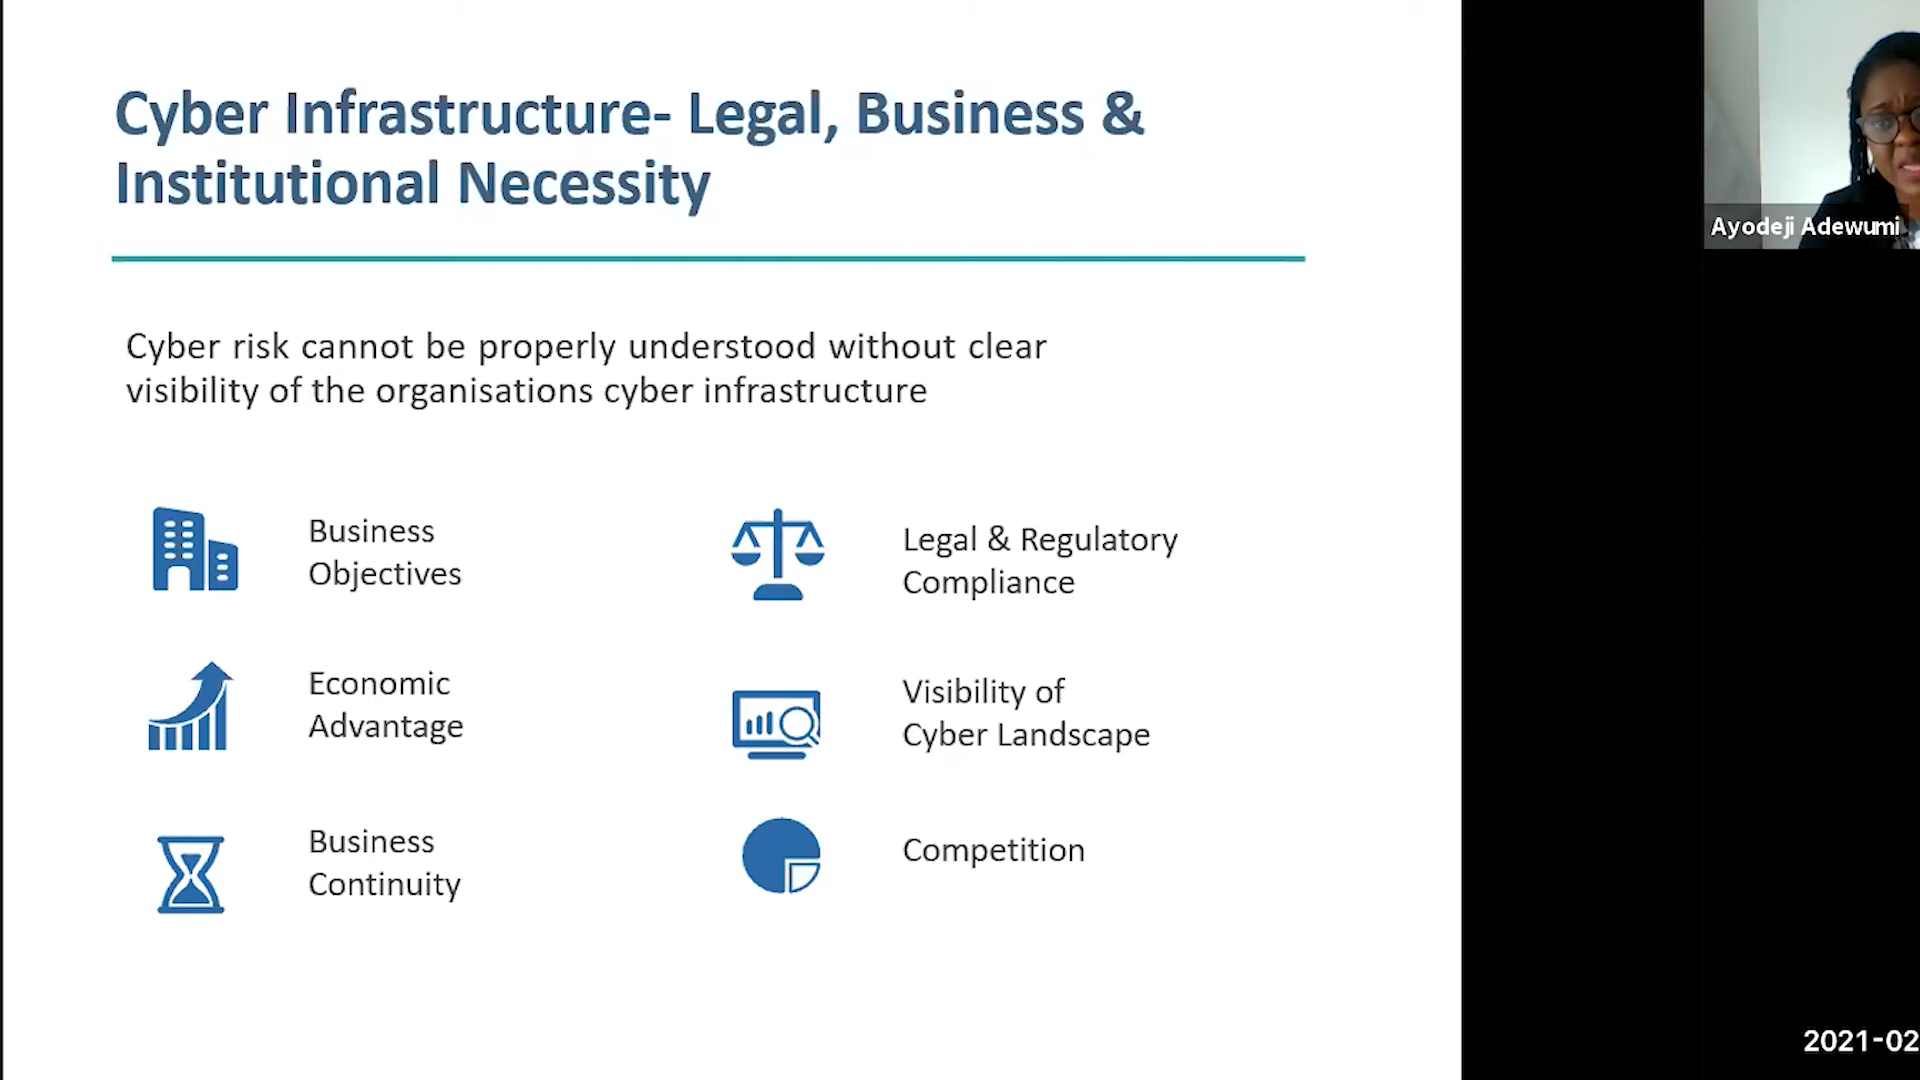 Cyber Infrastructure- Legal, Business &
Institutional Necessity
Cyber risk cannot be properly understood without clear
visibility of the organisations cyber infrastructure
Business
Objectives
Legal & Regulatory
Compliance
Economic
Advantage
Visibility of
Cyber Landscape
Business
Continuity
Competition
Ayodeji Adewumi
2021-02